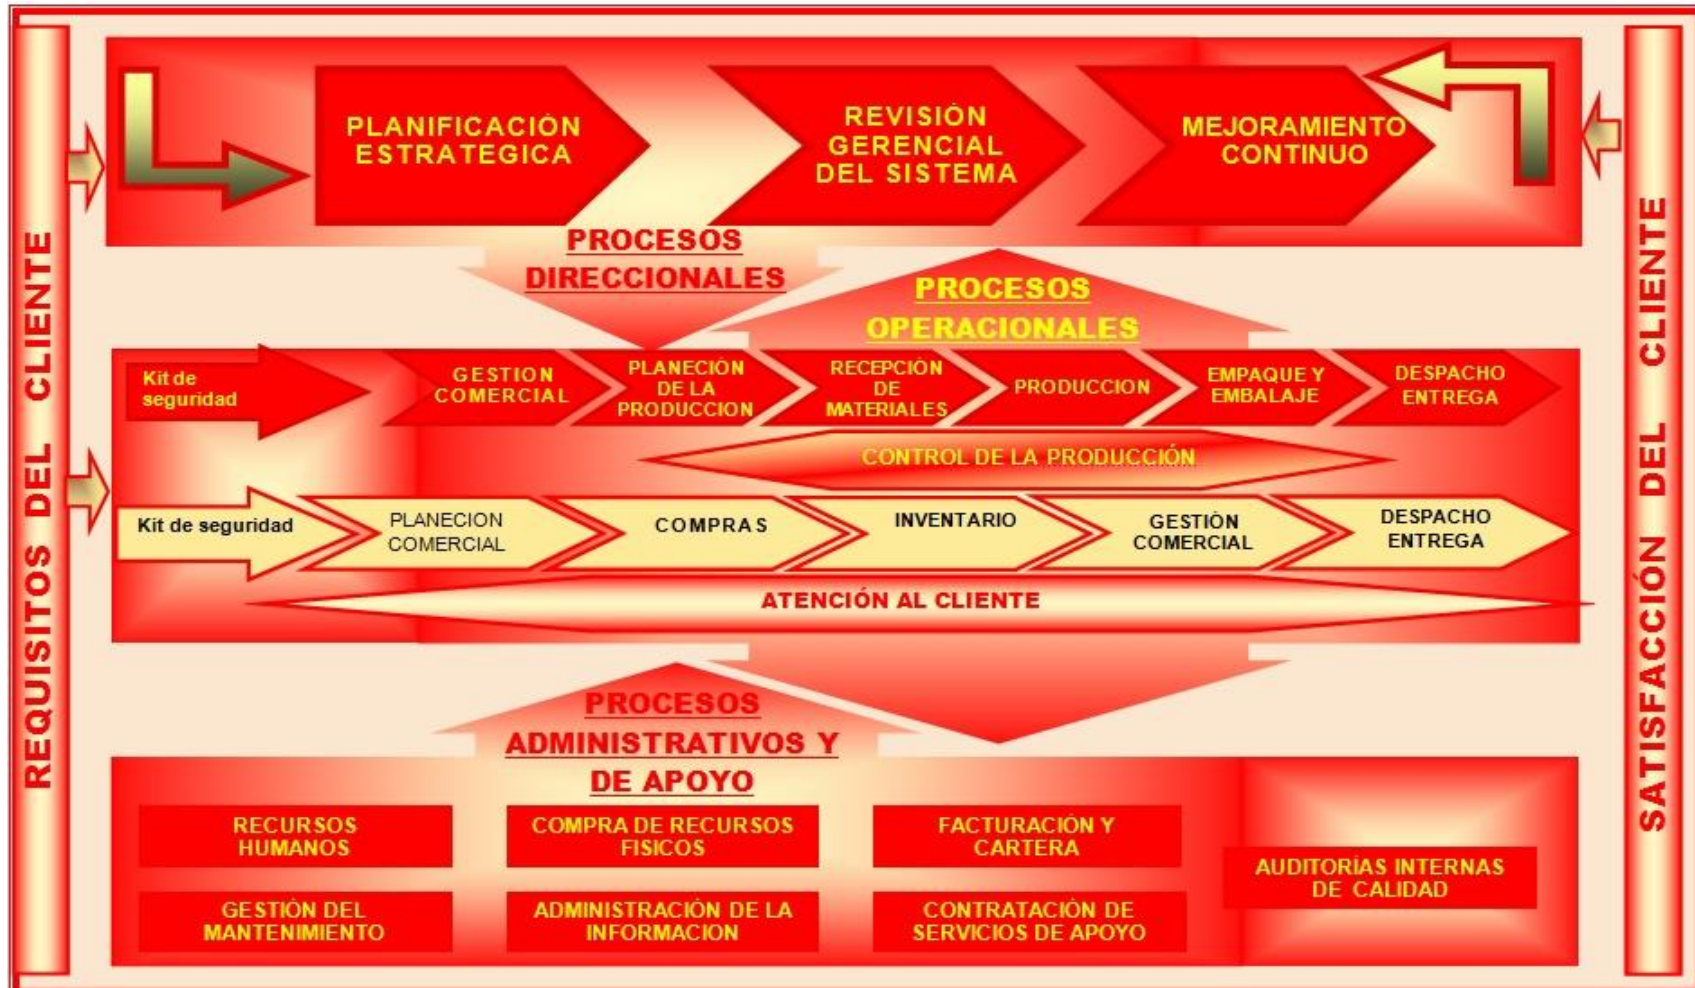 REQUISITOS DEL CLIENTE
PLANIFICACIÓN
ESTRATEGICA
REVISIÓN
GERENCIAL
DEL SISTEMA
MEJORAMIENTO
CONTINUO
PROCESOS
DIRECCIONALES
PROCESOS
OPERACIONALES
Kit de
seguridad
GESTION
COMERCIAL
PLANECIÓN
DE LA
PRODUCCION
RECEPCIÓN
DE
MATERIALES
PRODUCCION
EMPAQUE Y
EMBALAJE
DESPACHO
ENTREGA
CONTROL DE LA PRODUCCIÓN
Kit de seguridad
PLANECION
COMERCIAL
COMPRAS
INVENTARIO
GESTIÓN
COMERCIAL
DESPACHO
ENTREGA
ATENCIÓN AL CLIENTE
PROCESOS
ADMINISTRATIVOS Y
DE APOYO
RECURSOS
HUMANOS
COMPRA DE RECURSOS
FISICOS
FACTURACIÓN Y
CARTERA
GESTIÓN DEL
MANTENIMIENTO
ADMINISTRACIÓN DE LA
INFORMACION
CONTRATACIÓN DE
SERVICIOS DE APOYO
AUDITORÍAS INTERNAS
DE CALIDAD
SATISFACCIÓN DEL CLIENTE